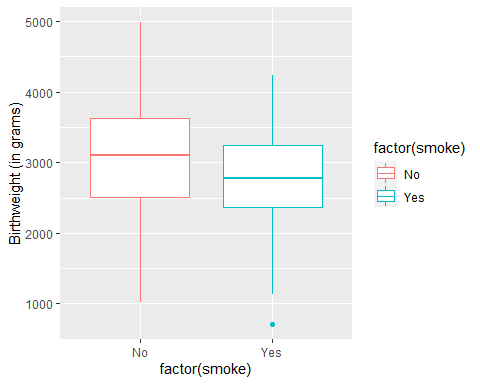 5000
4000
3000
2000
1000
Birthweight (in grams)
No
Yes
factor(smoke)
factor(smoke)
No
Yes